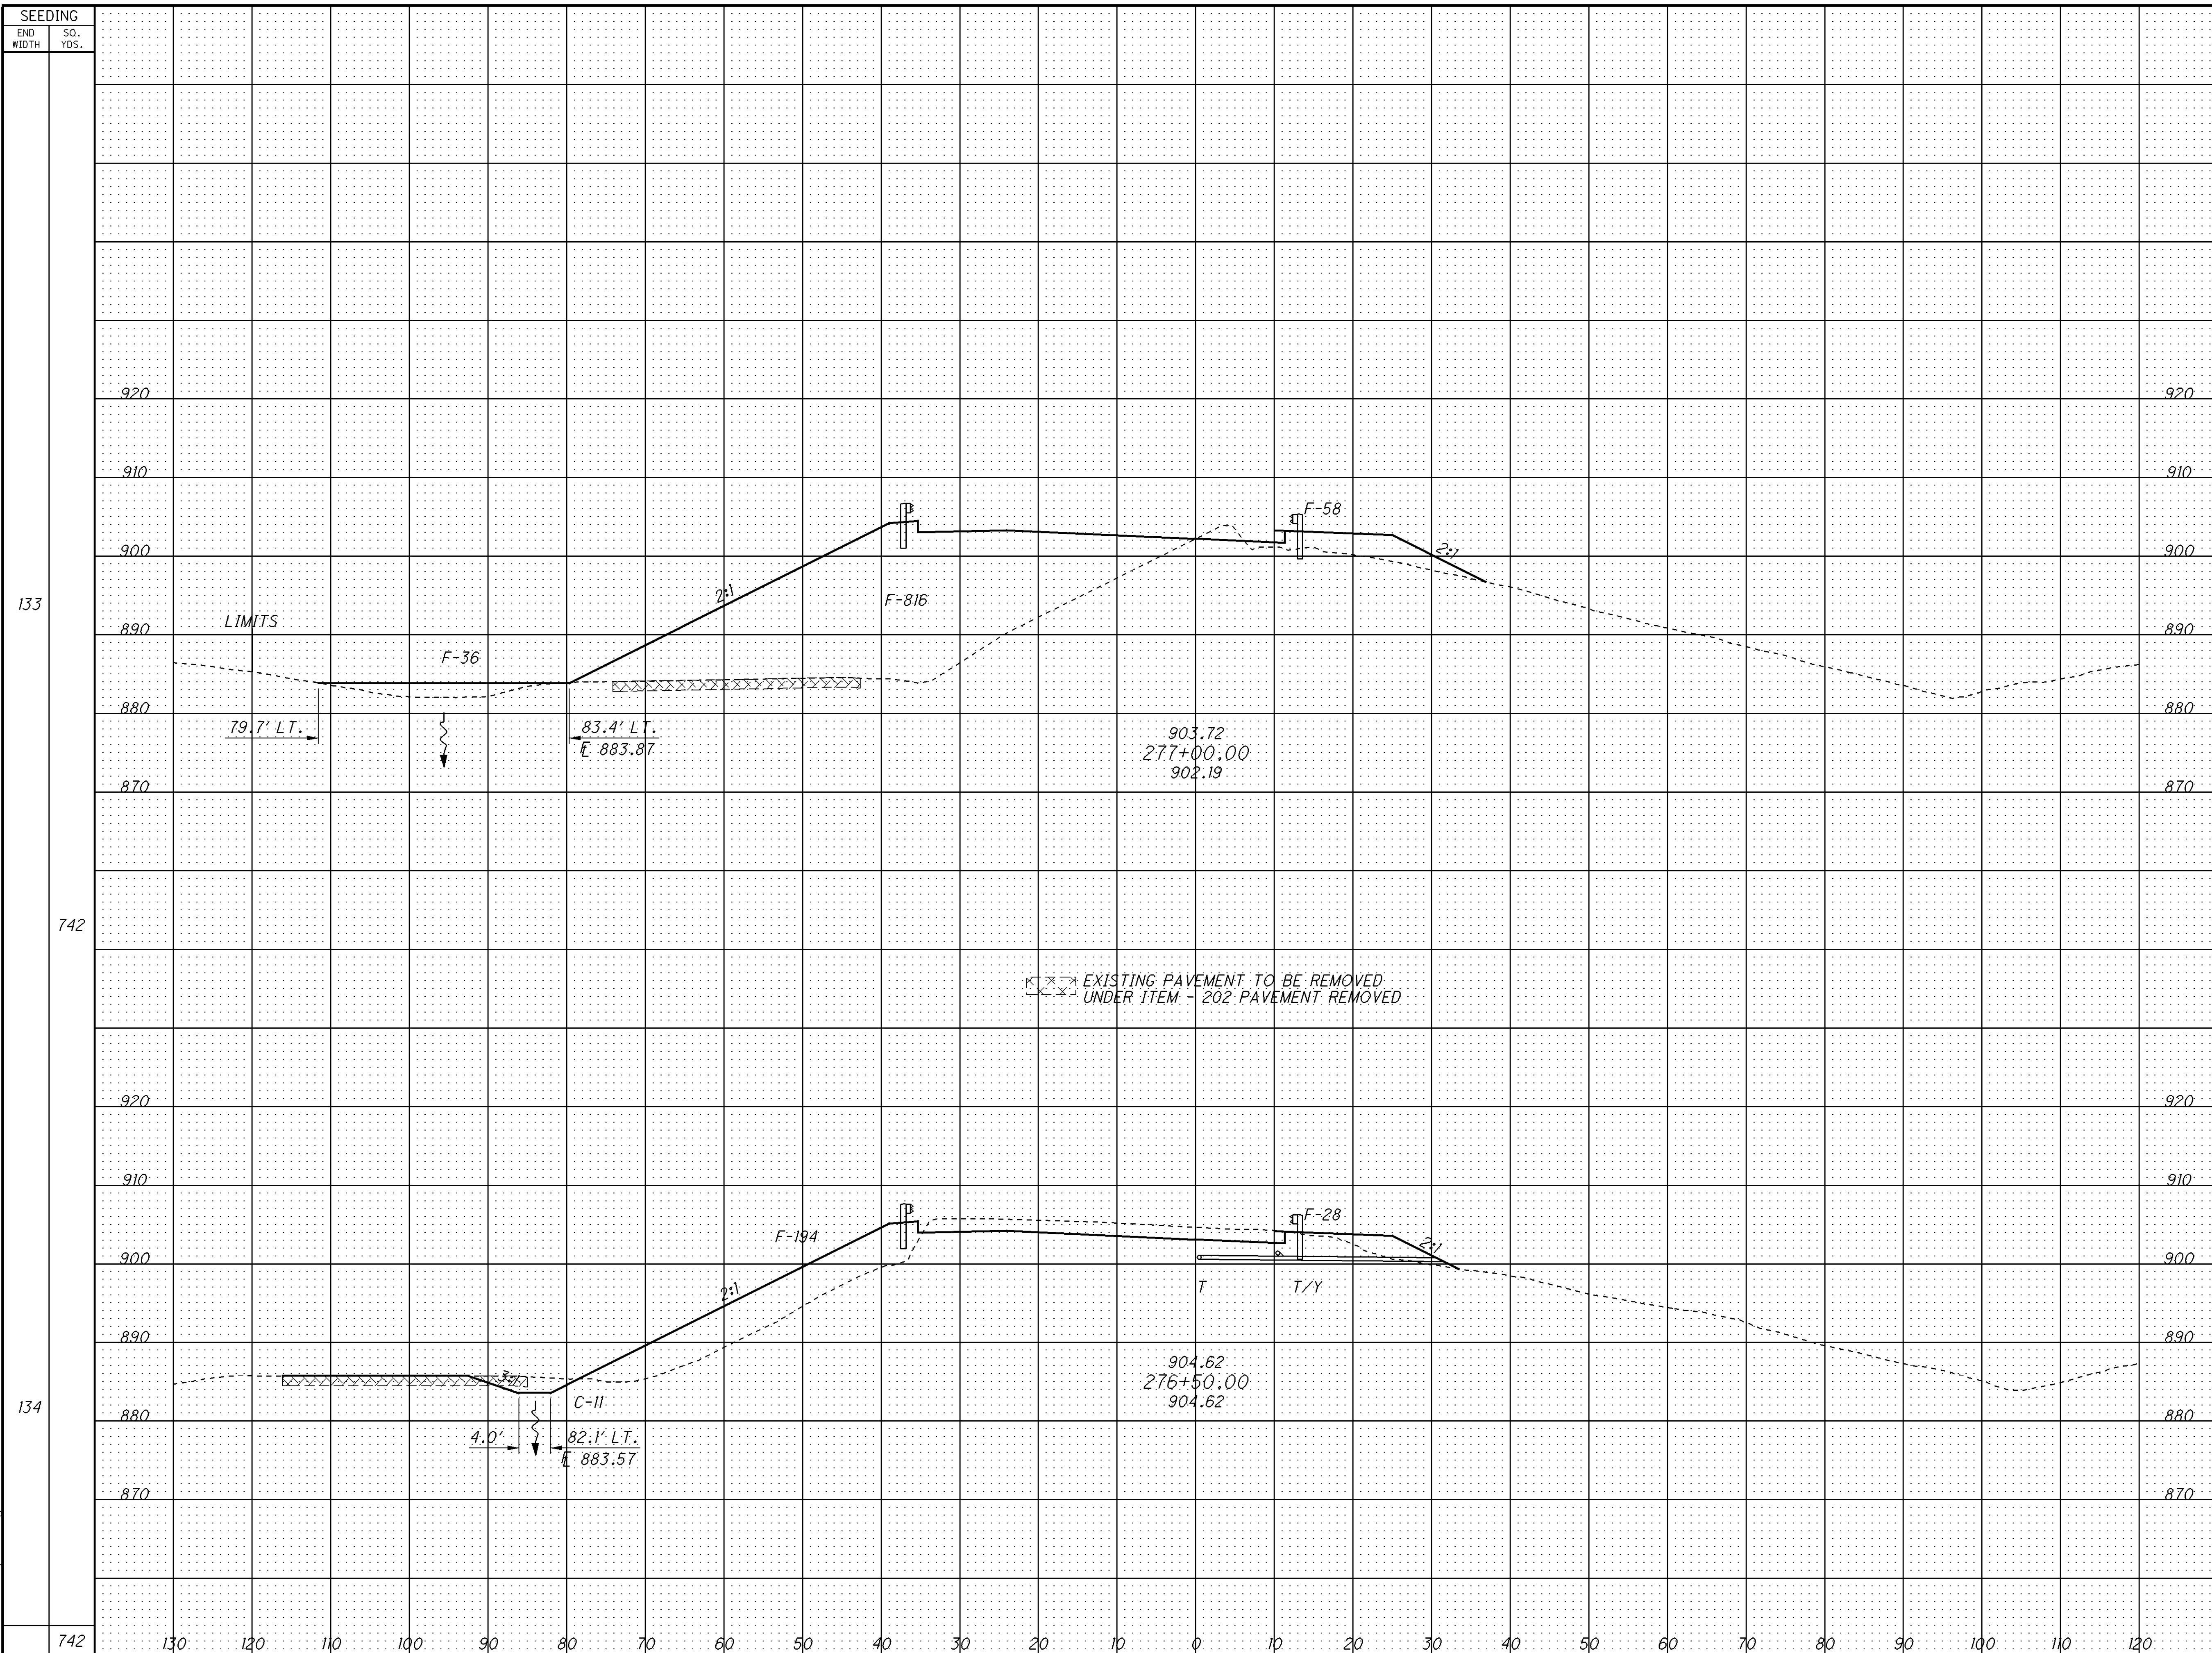 SEEDING
END WIDTH
SQ. YDS.
920 920
910 910
F-58
900 2:1 900
2:1
F-816
133
LIMITS
890 890
F-36
880 880
79.7' LT. 83.4' LT.
FL 883.87
903.72
277+00.00
902.19
870 870
742
EXISTING PAVEMENT TO BE REMOVED
UNDER ITEM - 202 PAVEMENT REMOVED
920 920
910 910
F-194 F-28
2:1
900 900
2:1 T T/Y
890 890
904.62
276+50.00
904.62
3:1
C-11
134
880 880
4.0' 82.1' LT.
FL 883.57
870 870
742
130 120 110 100 90 80 70 60 50 40 30 20 10 0 10 20 30 40 50 60 70 80 90 100 110 120